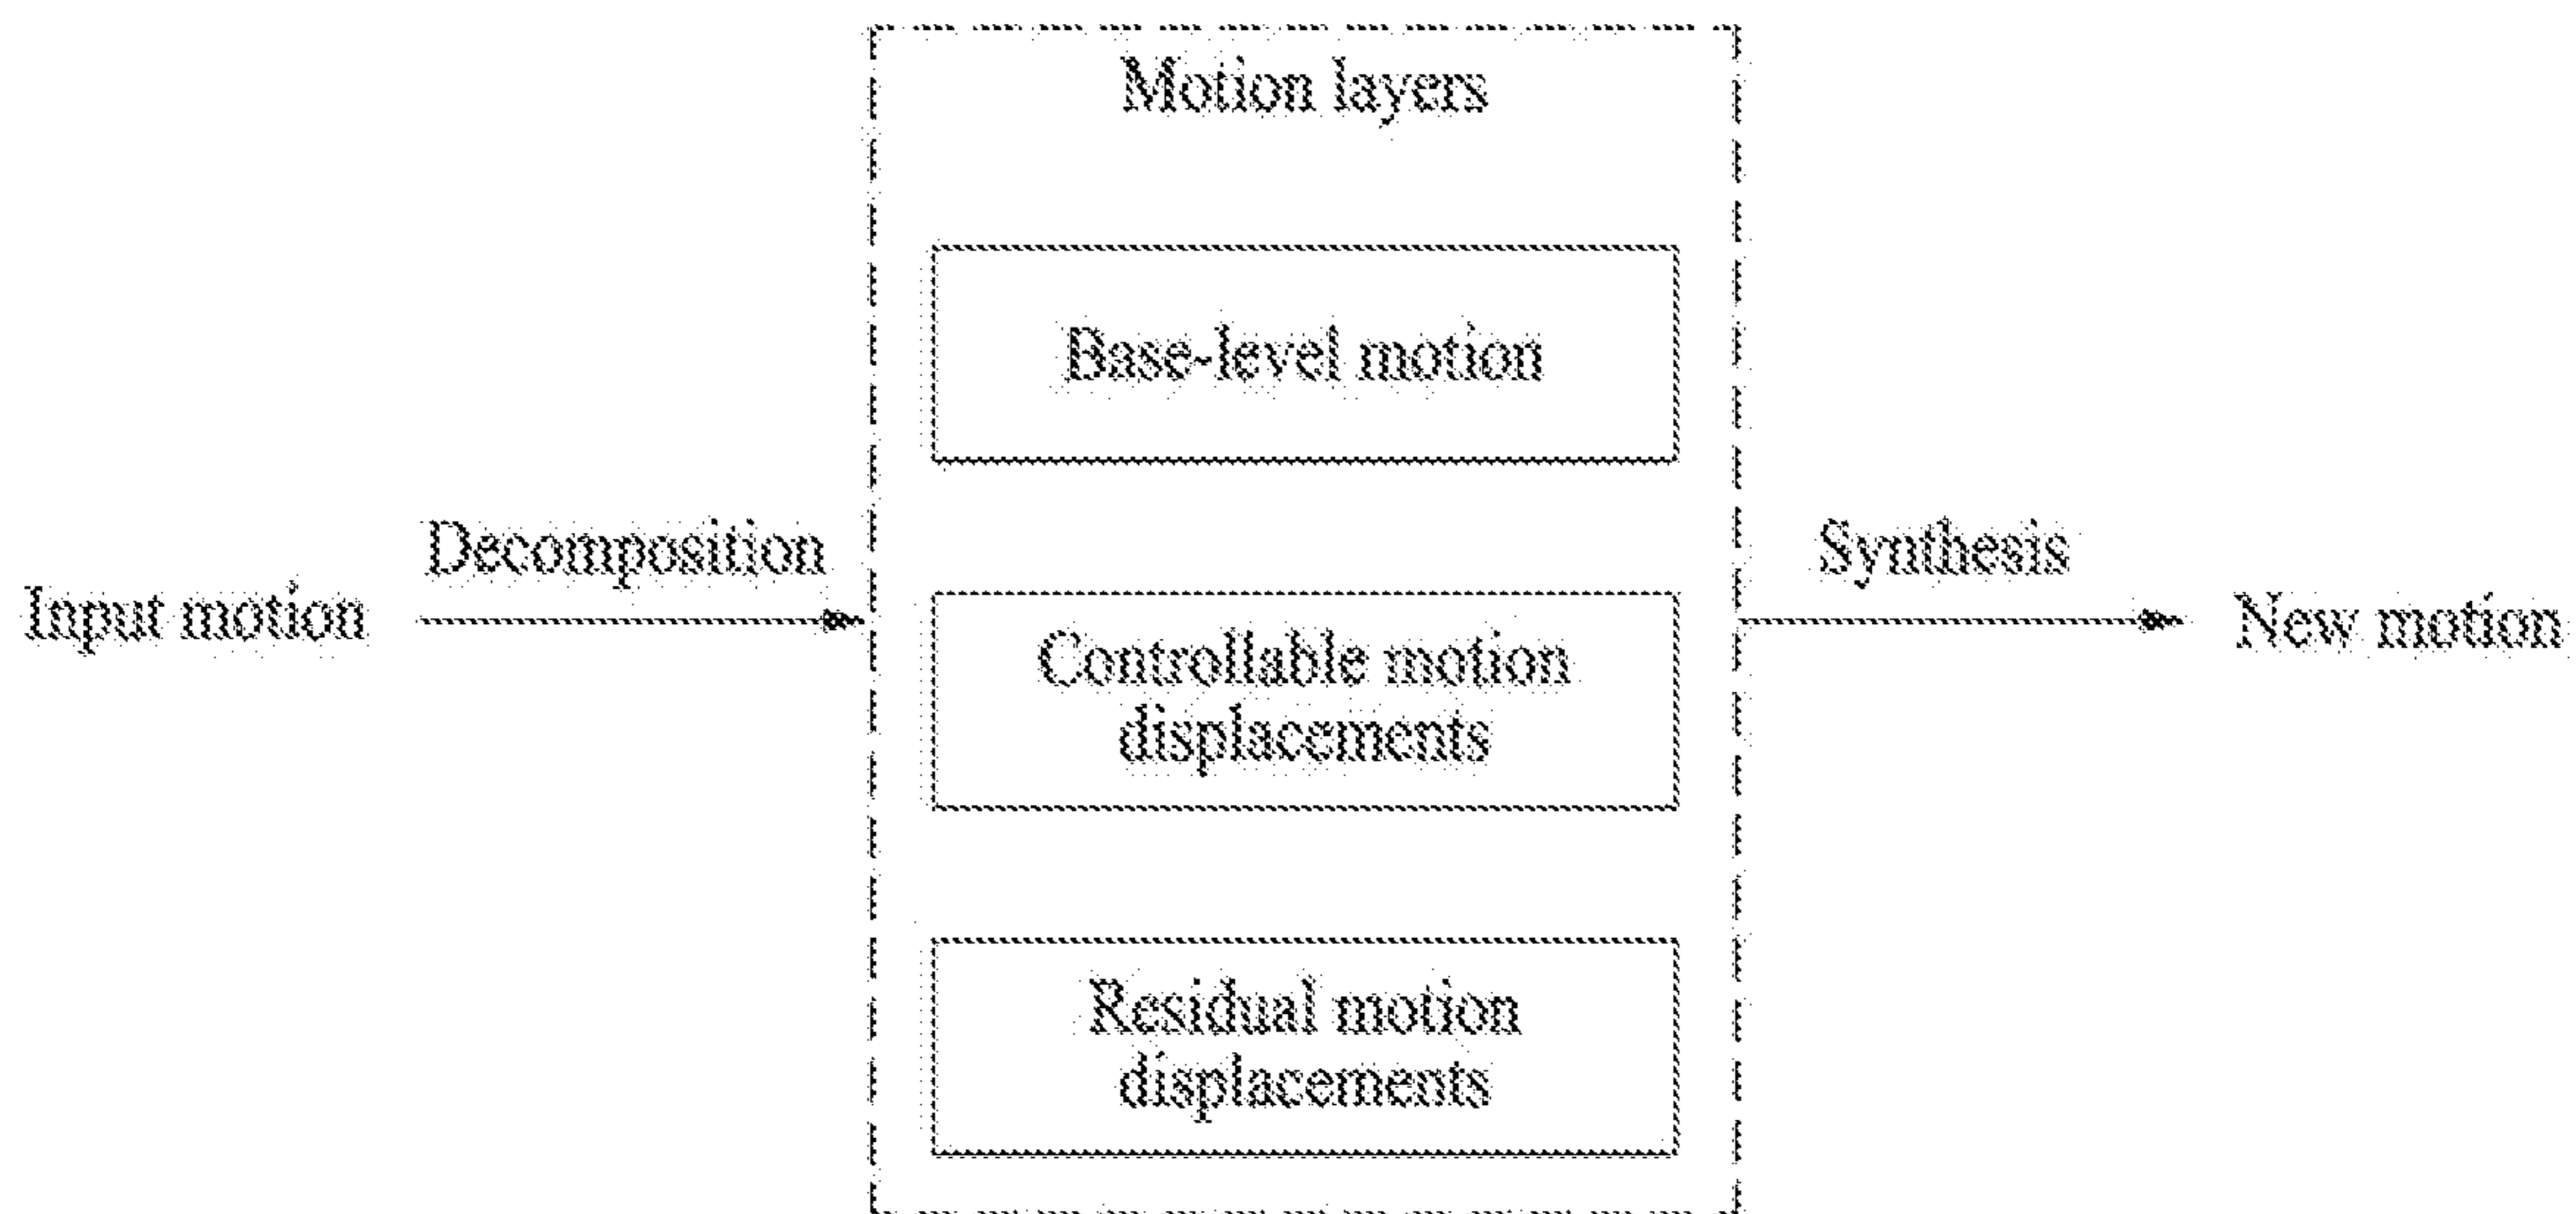 Motion layers
Base-level motion
Decomposition
Synthesis
Input motion
New motion
Controllable motion
displacements
Residual motion
displacements